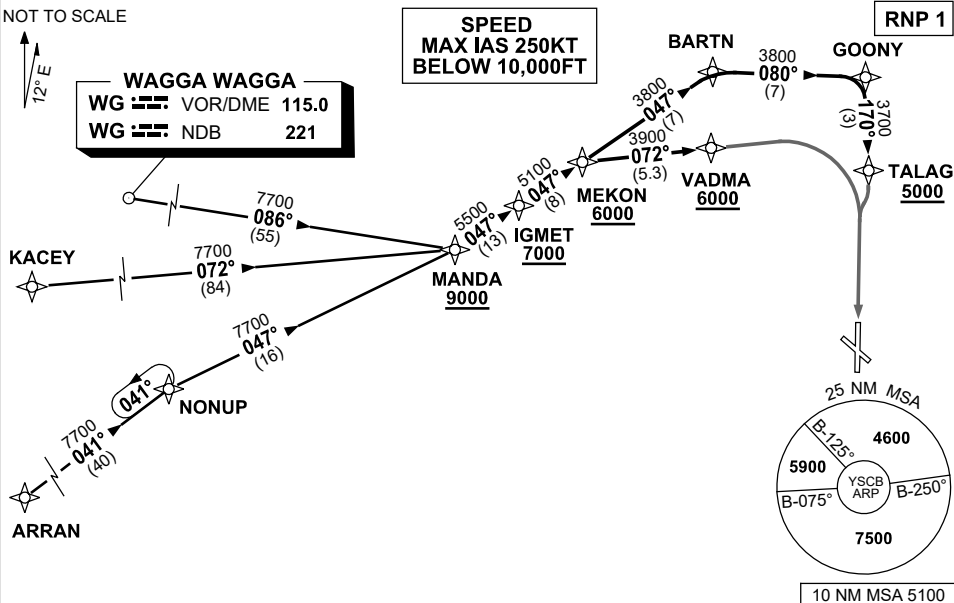 NOT TO SCALE
12° E
SPEED
MAX IAS 250KT
BELOW 10,000FT
RNP 1
WAGGA WAGGA
WG VOR/DME 115.0
WG NDB 221
BARTN
GOONY
3800
080°
(7)
3800
047°
(7)
3700
170°
(3)
3900
072°
(5.3)
TALAG
5000
VADMA
6000
MEKON
6000
5100
047°
(8)
IGMET
7000
5500
047°
(13)
MANDA
9000
7700
086°
(55)
KACEY
7700
072°
(84)
7700
047°
(16)
041°
NONUP
7700
041°
(40)
ARRAN
25 NM MSA
B-125°
4600
5900
YSCB
ARP
B-075°
B-250°
7500
10 NM MSA 5100